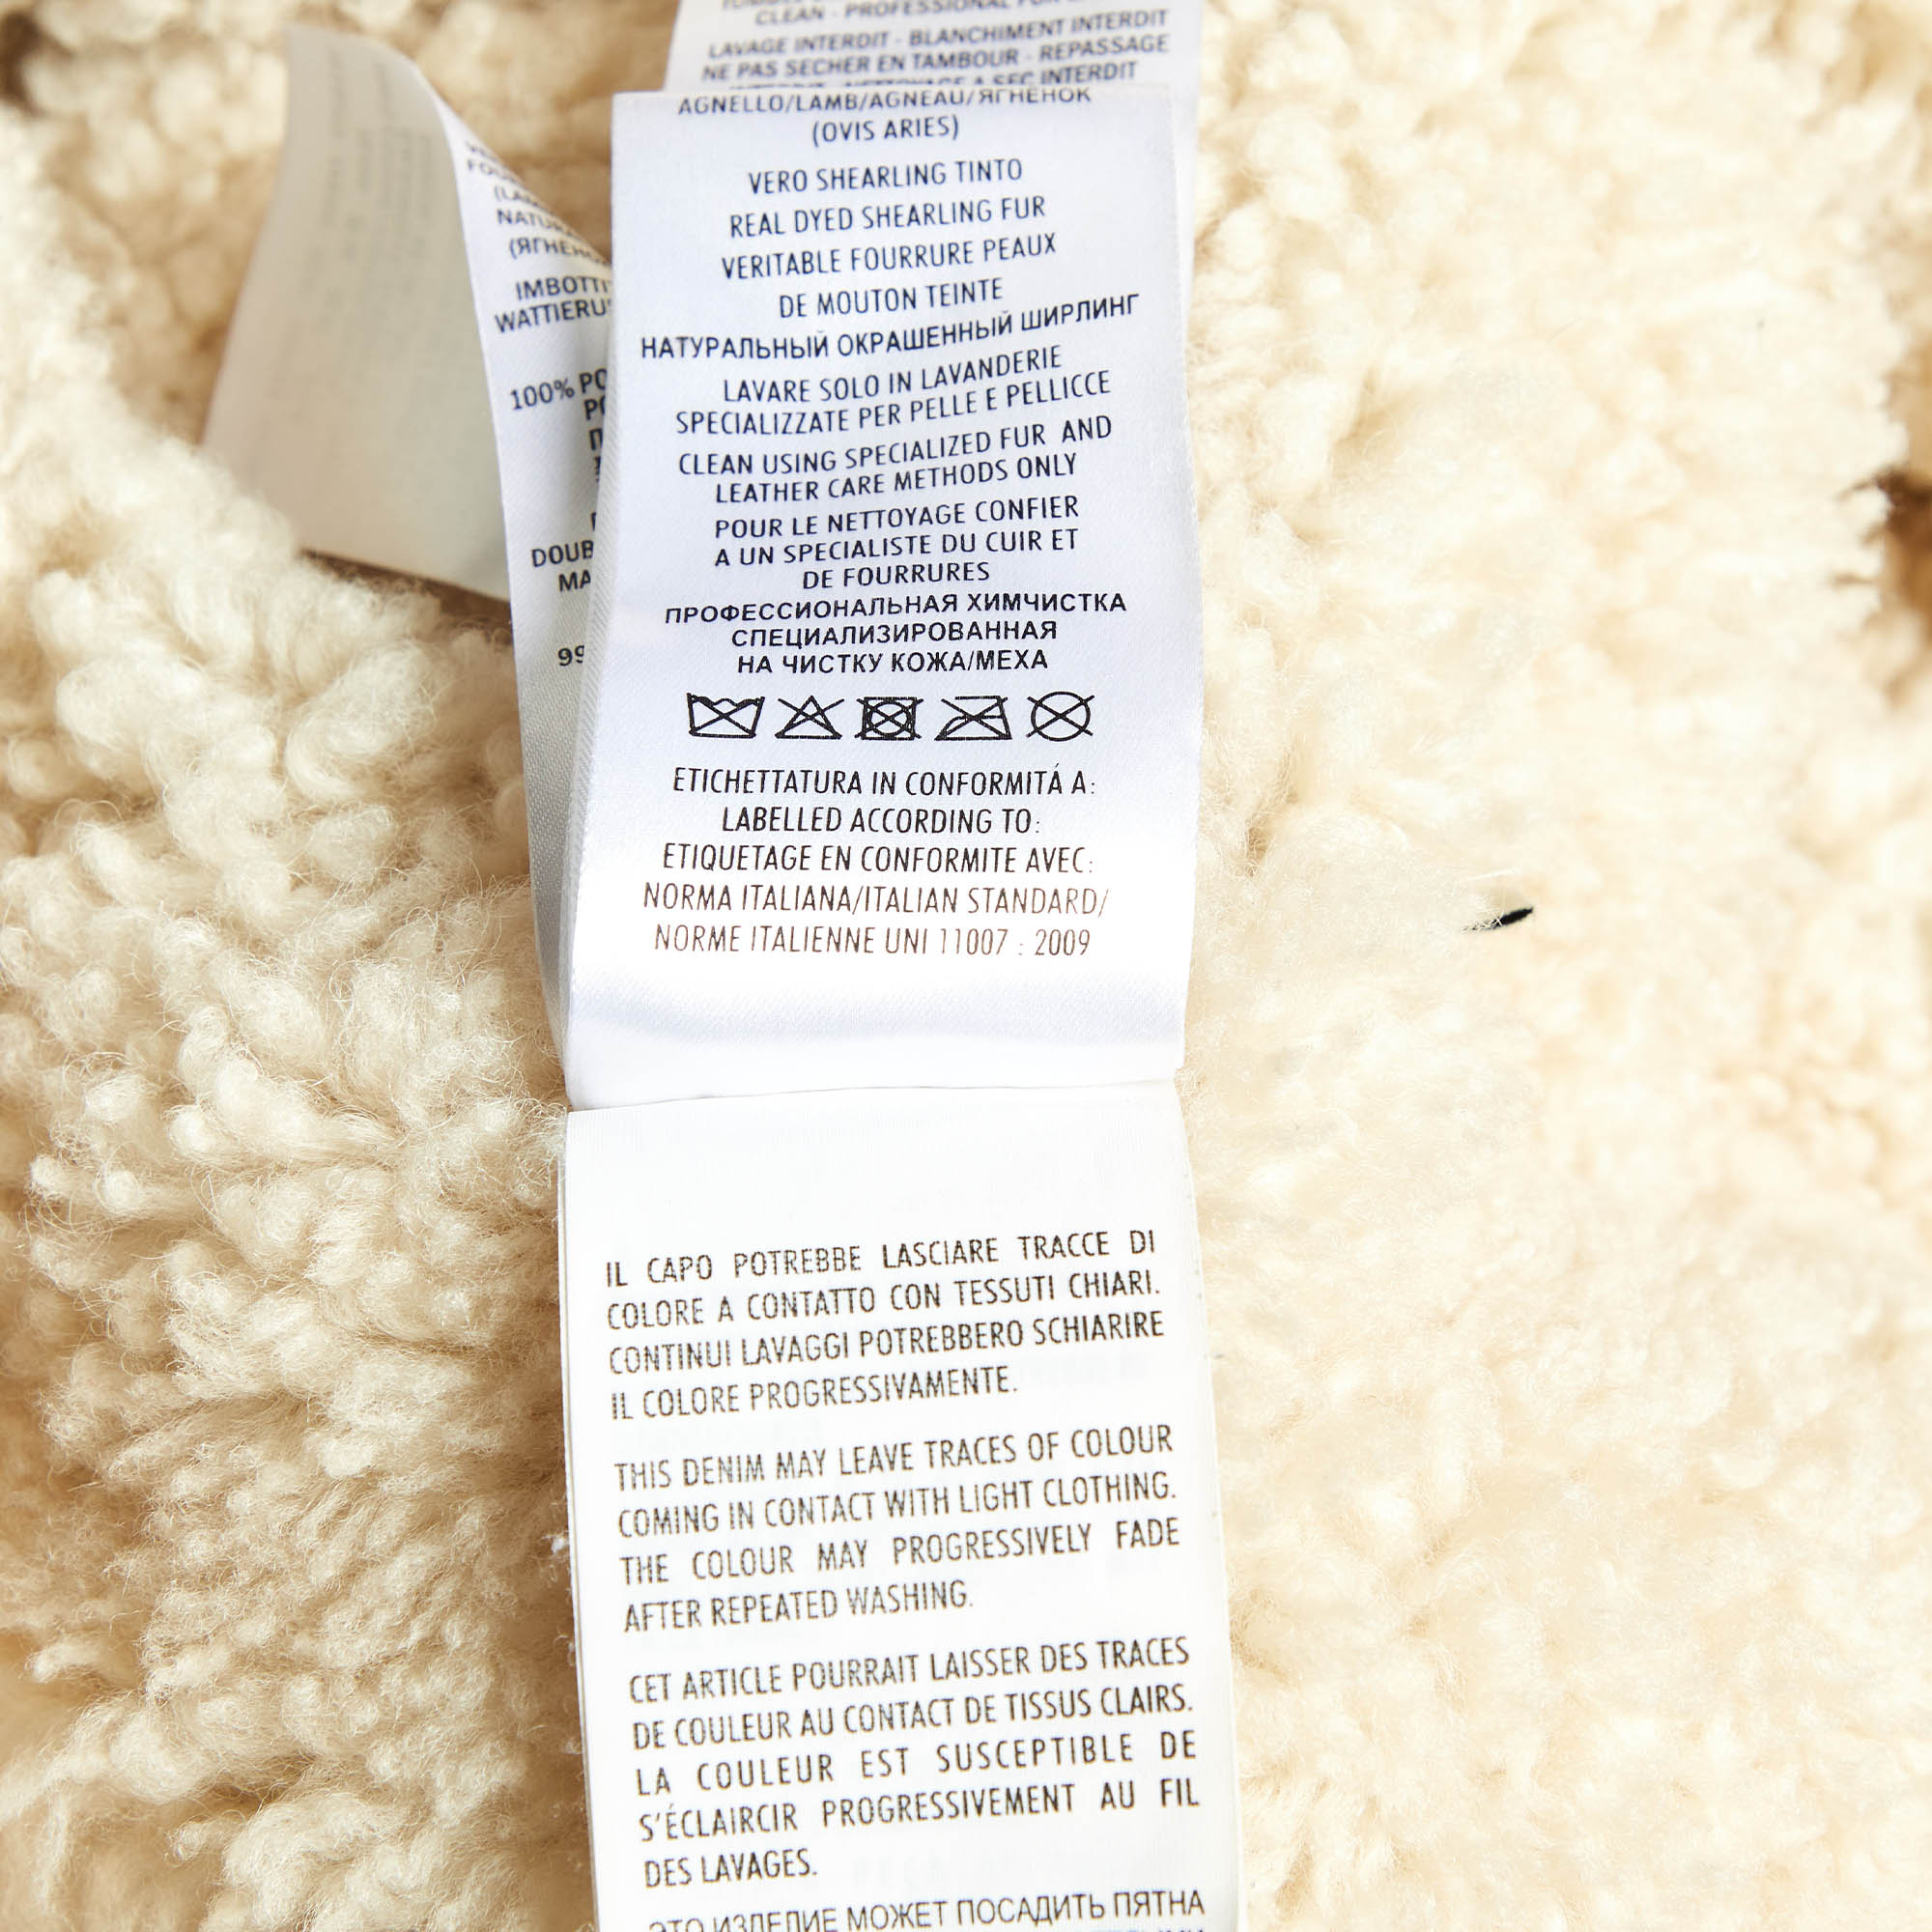 CLEAN - PROFESSIONAL
LAVAGE INTERDIT - BLANCHIMENT INTERDIT
NE PAS SECHER EN TAMBOUR - REPASSAGE
A SEC INTERDIT
AGNELLO/LAMB/AGNEAU/ЯГНЕНОК
(OVIS ARIES)
VERO SHEARLING TINTO
REAL DYED SHEARLING FUR
VERITABLE FOURRURE PEAUX
DE MOUTON TEINTE
НАТУРАЛЬНЫЙ ОКРАШЕННЫЙ ШИРЛИНГ
LAVARE SOLO IN LAVANDERIE
SPECIALIZZATE PER PELLE E PELLICCE
CLEAN USING SPECIALIZED FUR AND
LEATHER CARE METHODS ONLY
POUR LE NETTOYAGE CONFIER
A UN SPECIALISTE DU CUIR ET
DE FOURRURES
ПРОФЕССИОНАЛЬНАЯ ХИМЧИСТКА
СПЕЦИАЛИЗИРОВАННАЯ
НА ЧИСТКУ КОЖА/МЕХА
ETICHETTATURA IN CONFORMITÁ A:
LABELLED ACCORDING TO:
ETIQUETAGE EN CONFORMITE AVEC:
NORMA ITALIANA/ITALIAN STANDARD/
NORME ITALIENNE UNI 11007 : 2009
IL CAPO POTREBBE LASCIARE TRACCE DI
COLORE A CONTATTO CON TESSUTI CHIARI.
CONTINUI LAVAGGI POTREBBERO SCHIARIRE
IL COLORE PROGRESSIVAMENTE.
THIS DENIM MAY LEAVE TRACES OF COLOUR
COMING IN CONTACT WITH LIGHT CLOTHING.
THE COLOUR MAY PROGRESSIVELY FADE
AFTER REPEATED WASHING.
CET ARTICLE POURRAIT LAISSER DES TRACES
DE COULEUR AU CONTACT DE TISSUS CLAIRS.
LA COULEUR EST SUSCEPTIBLE DE
S'ÉCLAIRCIR PROGRESSIVEMENT AU FIL
DES LAVAGES.
ЭТО ИЗДЕЛИЕ МОЖЕТ ПОСАДИТЬ ПЯТНА
100%